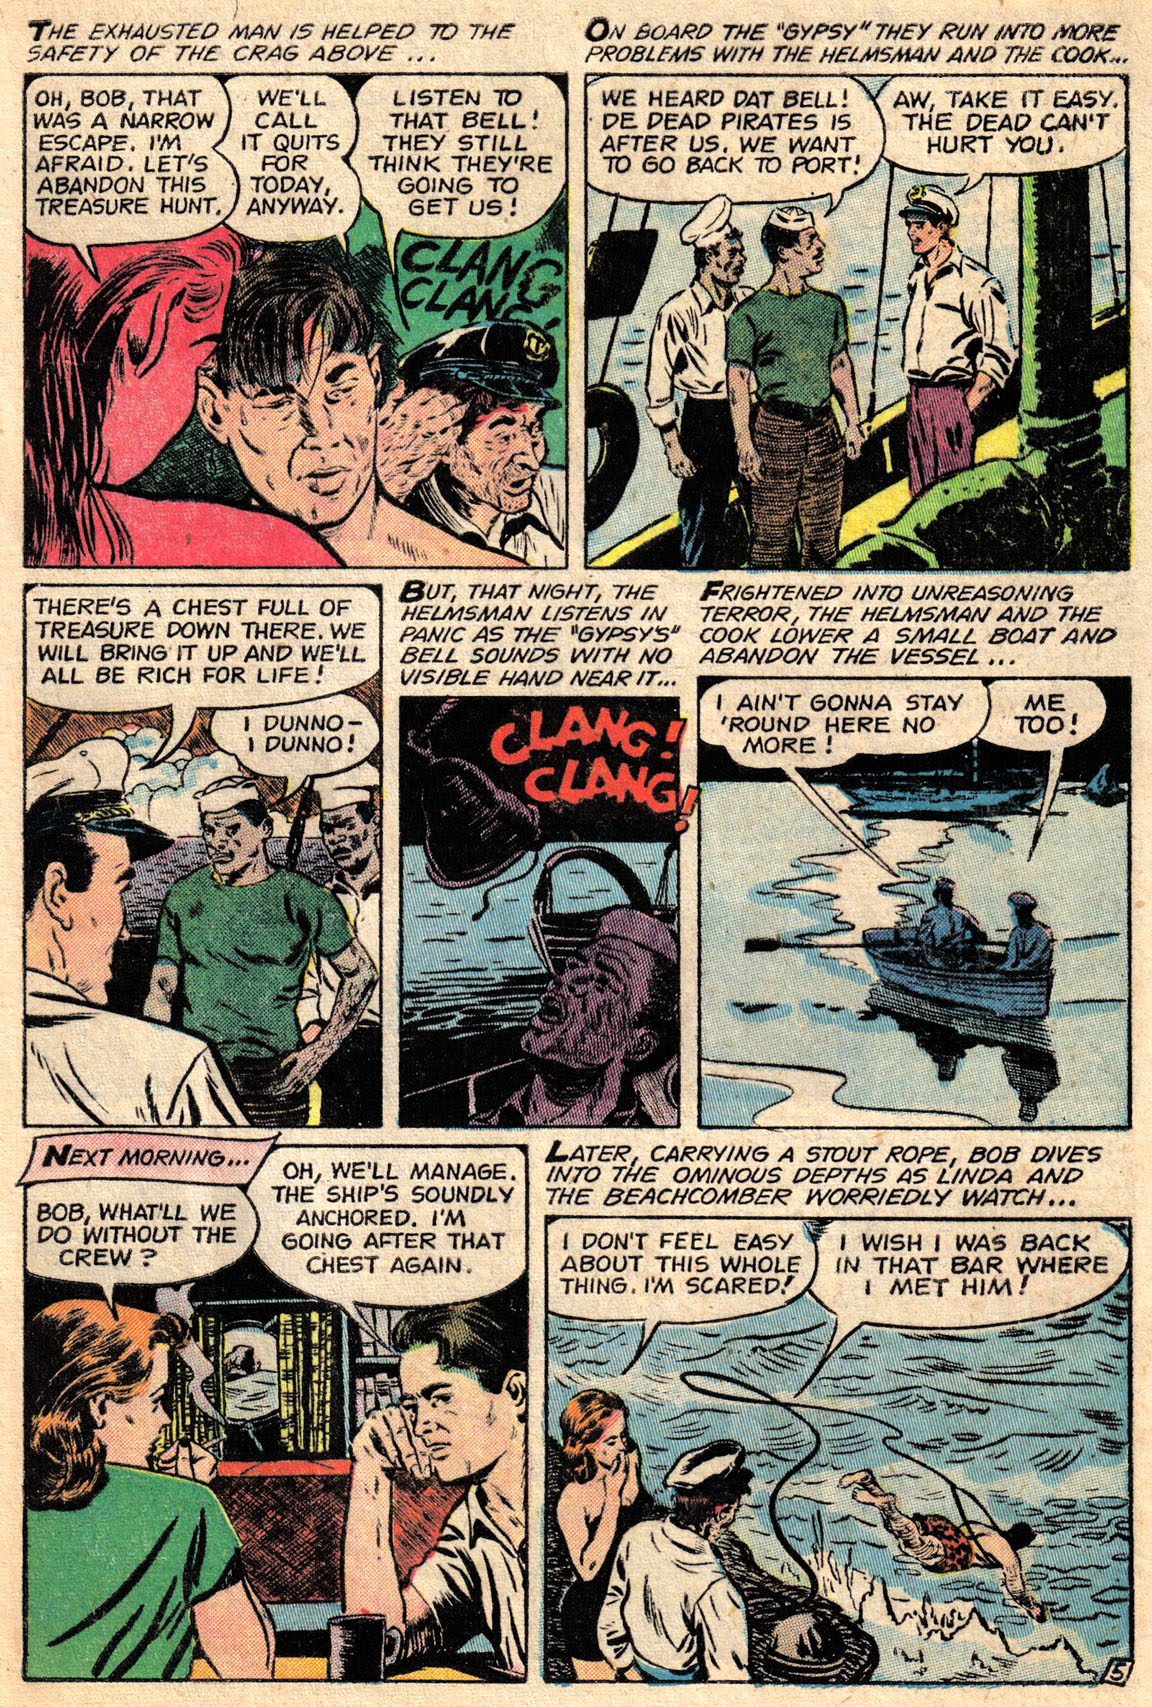 THE EXHAUSTED MAN IS HELPED TO THE
SAFETY OF THE CRAG ABOVE ...
OH, BOB, THAT
WAS A NARROW
ESCAPE. I'M
AFRAID. LET'S
ABANDON THIS
TREASURE HUNT.
WE'LL
CALL
IT QUITS
FOR
TODAY,
ANYWAY.
LISTEN TO
THAT BELL!
THEY STILL
THINK THEY'RE
GOING TO
GET US!
CLANG
CLANG!
ON BOARD THE "GYPSY" THEY RUN INTO MORE
PROBLEMS WITH THE HELMSMAN AND THE COOK...
WE HEARD DAT BELL!
DE DEAD PIRATES IS
AFTER US. WE WANT
TO GO BACK TO PORT!
AW, TAKE IT EASY.
THE DEAD CAN'T
HURT YOU.
THERE'S A CHEST FULL OF
TREASURE DOWN THERE. WE
WILL BRING IT UP AND WE'LL
ALL BE RICH FOR LIFE!
I DUNNO-
I DUNNO!
BUT, THAT NIGHT, THE
HELMSMAN LISTENS IN
PANIC AS THE "GYPSY'S"
BELL SOUNDS WITH NO
VISIBLE HAND NEAR IT...
CLANG!
CLANG!
FRIGHTENED INTO UNREASONING
TERROR, THE HELMSMAN AND THE
COOK LOWER A SMALL BOAT AND
ABANDON THE VESSEL ...
I AIN'T GONNA STAY
'ROUND HERE NO
MORE!
ME
TOO!
NEXT MORNING...
BOB, WHAT'LL WE
DO WITHOUT THE
CREW?
OH, WE'LL MANAGE.
THE SHIP'S SOUNDLY
ANCHORED. I'M
GOING AFTER THAT
CHEST AGAIN.
LATER, CARRYING A STOUT ROPE, BOB DIVES
INTO THE OMINOUS DEPTHS AS LINDA AND
THE BEACHCOMBER WORRIEDLY WATCH...
I DON'T FEEL EASY
ABOUT THIS WHOLE
THING. I'M SCARED!
I WISH I WAS BACK
IN THAT BAR WHERE
I MET HIM!
5